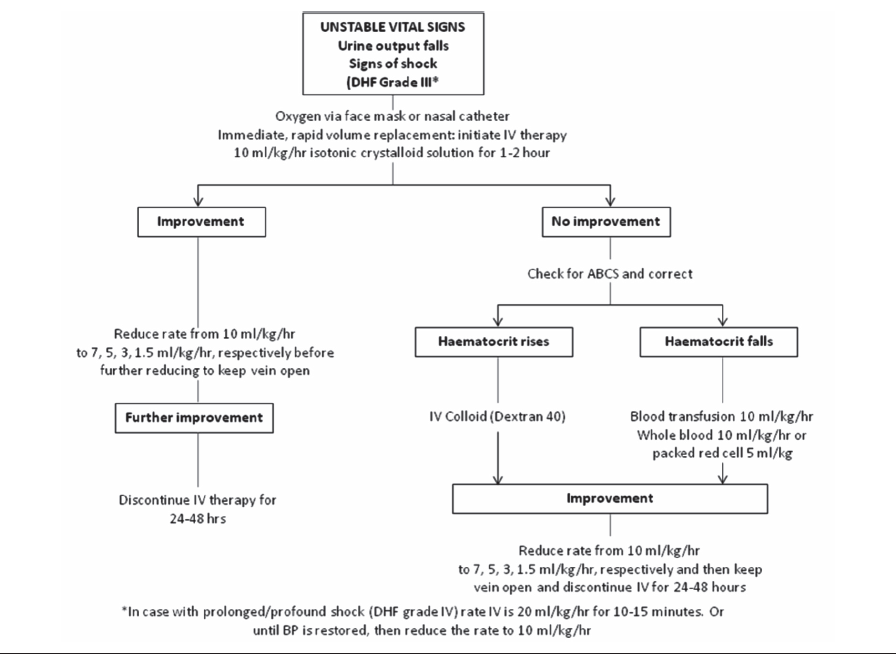 UNSTABLE VITAL SIGNS
Urine output falls
Signs of shock
(DHF Grade III*
Oxygen via face mask or nasal catheter
Immediate, rapid volume replacement: initiate IV therapy
10 ml/kg/hr isotonic crystalloid solution for 1-2 hour
Improvement
No improvement
Check for ABCS and correct
Reduce rate from 10 ml/kg/hr
to 7, 5, 3, 1.5 ml/kg/hr, respectively before
further reducing to keep vein open
Haematocrit rises
Haematocrit falls
Further improvement
IV Colloid (Dextran 40)
Blood transfusion 10 ml/kg/hr
Whole blood 10 ml/kg/hr or
packed red cell 5 ml/kg
Discontinue IV therapy for
24-48 hrs
Improvement
Reduce rate from 10 ml/kg/hr
to 7, 5, 3, 1.5 ml/kg/hr, respectively and then keep
vein open and discontinue IV for 24-48 hours
*In case with prolonged/profound shock (DHF grade IV) rate IV is 20 ml/kg/hr for 10-15 minutes. Or
until BP is restored, then reduce the rate to 10 ml/kg/hr